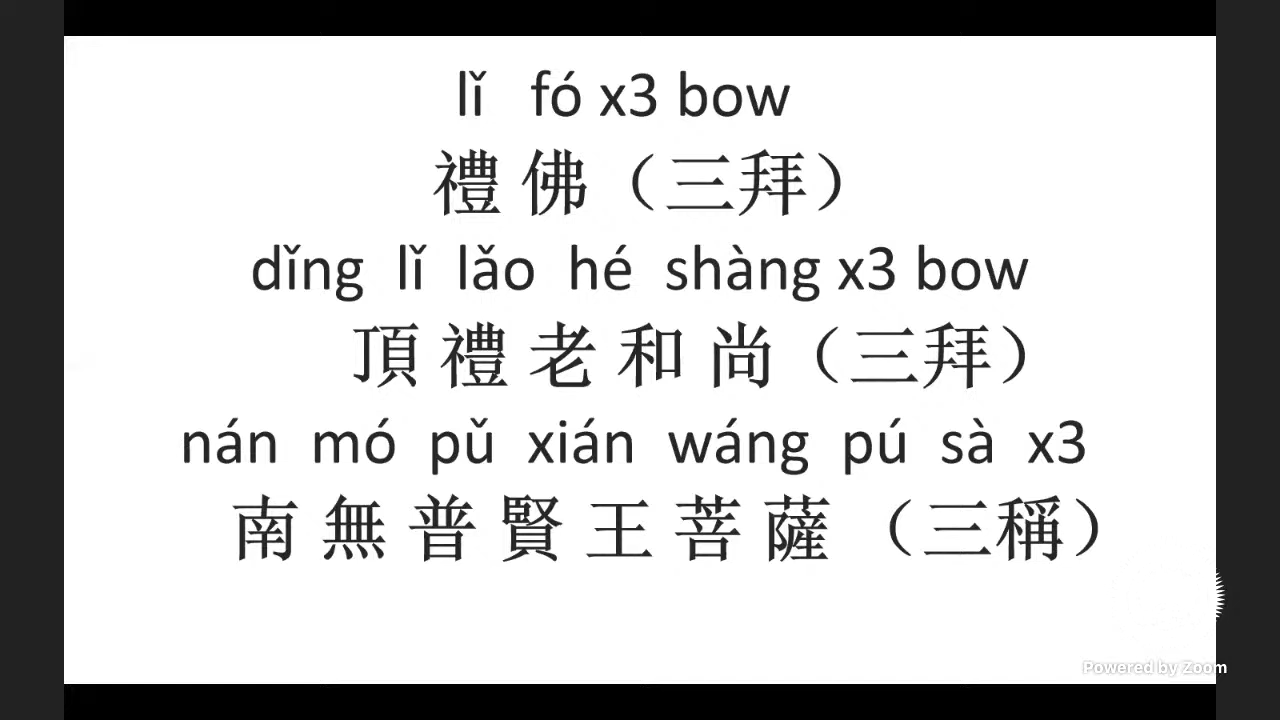 lǐ fó x3 bow
禮 佛（三拜）
dǐng lǐ lǎo hé shàng x3 bow
頂 禮 老 和 尚（三拜）
nán mó pǔ xián wáng pú sà x3
南 無 普 賢 王 菩 薩 （三稱）
Powered by Zoom